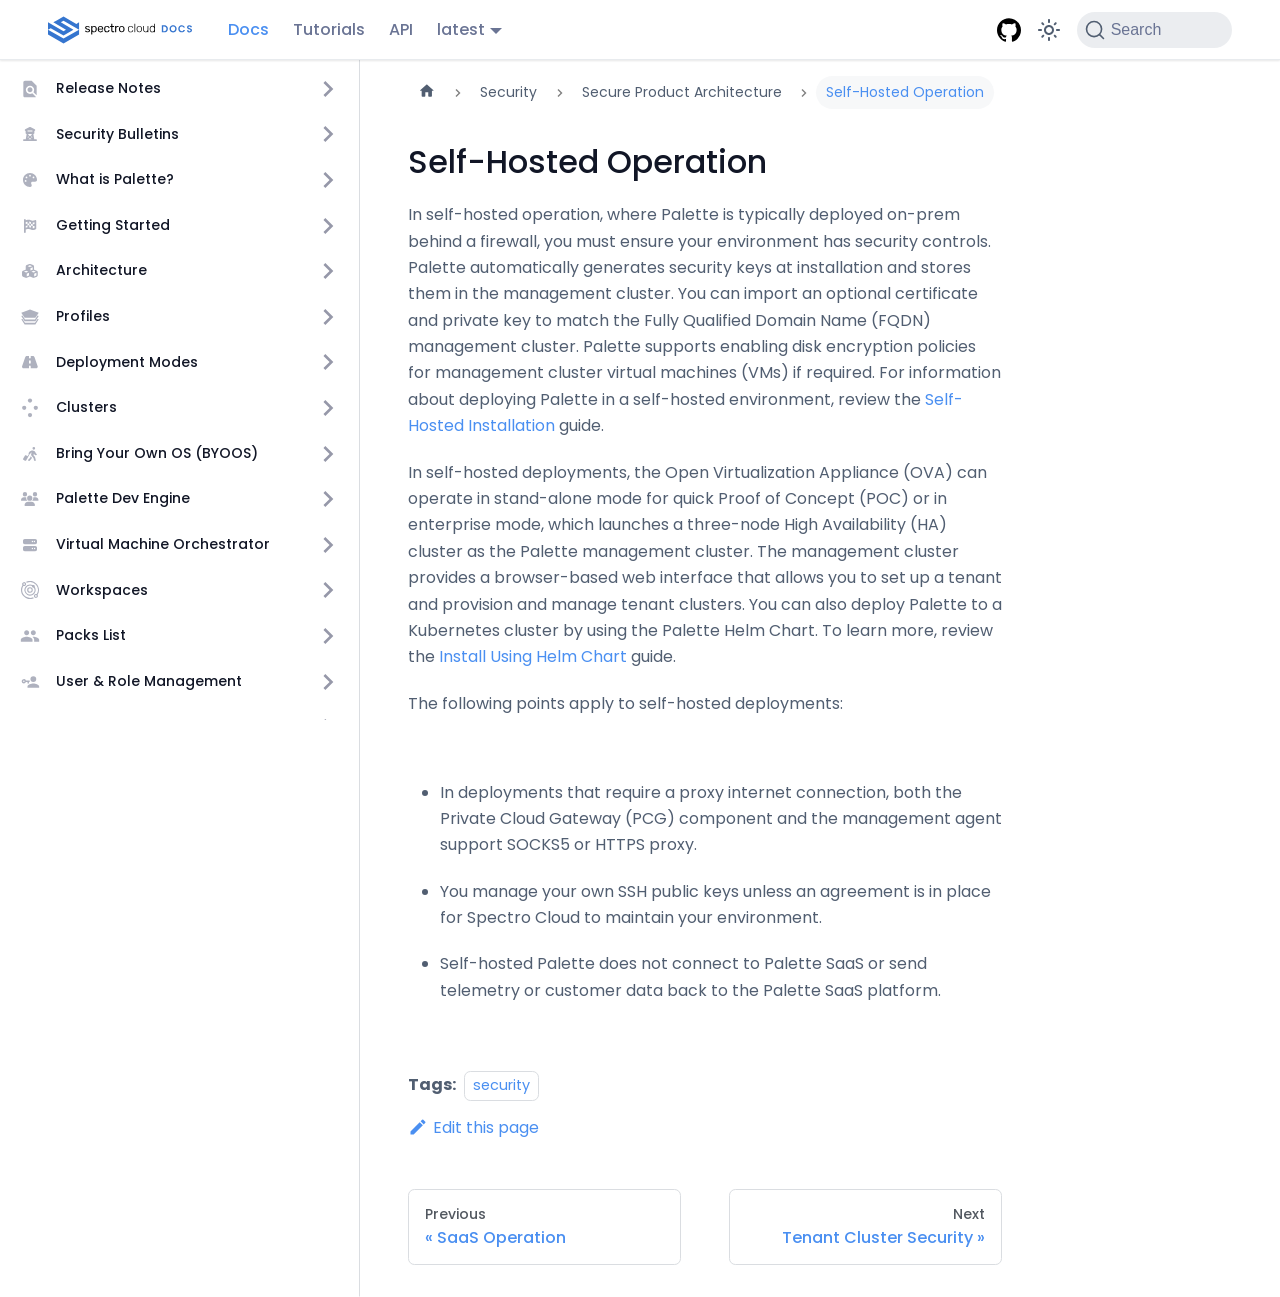 spectro cloud DOCS
Docs
Tutorials
API
latest
Search
Release Notes
Security Bulletins
What is Palette?
Getting Started
Architecture
Profiles
Deployment Modes
Clusters
Bring Your Own OS (BYOOS)
Palette Dev Engine
Virtual Machine Orchestrator
Workspaces
Packs List
User & Role Management
Security
Secure Product Architecture
Self-Hosted Operation
Self-Hosted Operation
In self-hosted operation, where Palette is typically deployed on-prem
behind a firewall, you must ensure your environment has security controls.
Palette automatically generates security keys at installation and stores
them in the management cluster. You can import an optional certificate
and private key to match the Fully Qualified Domain Name (FQDN)
management cluster. Palette supports enabling disk encryption policies
for management cluster virtual machines (VMs) if required. For information
about deploying Palette in a self-hosted environment, review the Self-
Hosted Installation guide.
In self-hosted deployments, the Open Virtualization Appliance (OVA) can
operate in stand-alone mode for quick Proof of Concept (POC) or in
enterprise mode, which launches a three-node High Availability (HA)
cluster as the Palette management cluster. The management cluster
provides a browser-based web interface that allows you to set up a tenant
and provision and manage tenant clusters. You can also deploy Palette to a
Kubernetes cluster by using the Palette Helm Chart. To learn more, review
the Install Using Helm Chart guide.
The following points apply to self-hosted deployments:
In deployments that require a proxy internet connection, both the
Private Cloud Gateway (PCG) component and the management agent
support SOCKS5 or HTTPS proxy.
You manage your own SSH public keys unless an agreement is in place
for Spectro Cloud to maintain your environment.
Self-hosted Palette does not connect to Palette SaaS or send
telemetry or customer data back to the Palette SaaS platform.
Tags: security
Edit this page
Previous
« SaaS Operation
Next
Tenant Cluster Security »